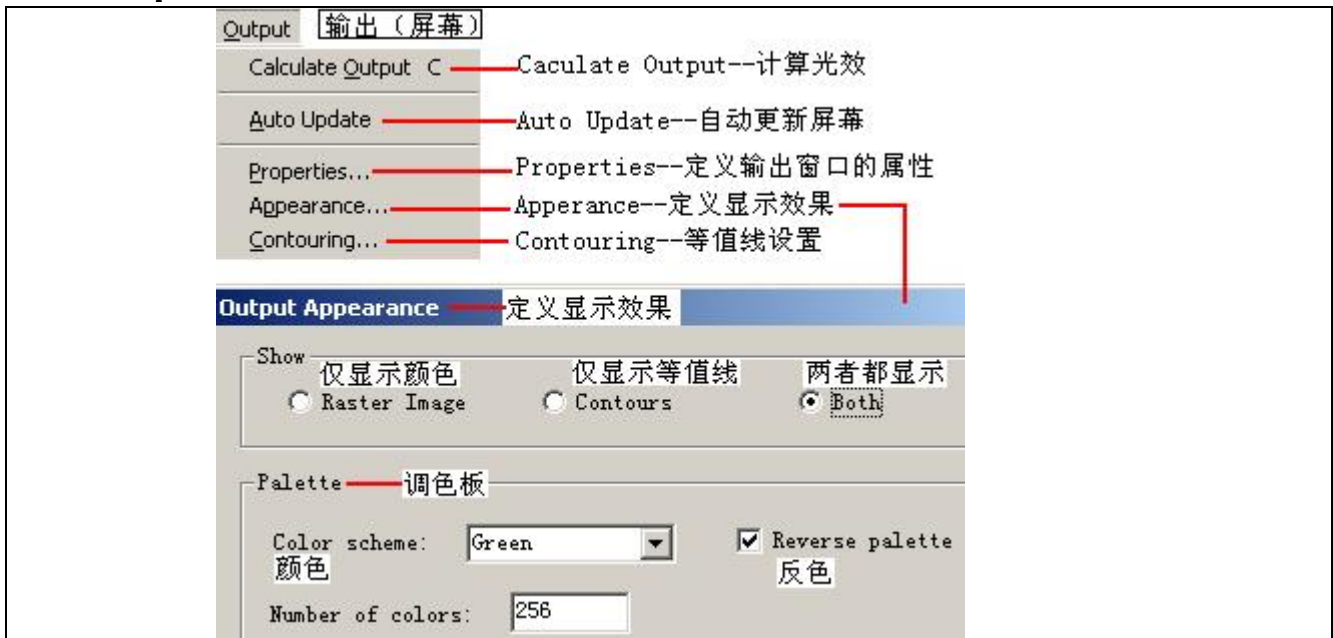 Output 输出（屏幕）
Calculate Output C Caculate Output--计算光效
Auto Update Auto Update--自动更新屏幕
Properties... Properties--定义输出窗口的属性
Appearance... Apperance--定义显示效果
Contouring... Contouring--等值线设置
Output Appearance 定义显示效果
Show
仅显示颜色 仅显示等值线 两者都显示
Raster Image Contours Both
Palette 调色板
Color scheme: Green Reverse palette
颜色 反色
Number of colors: 256